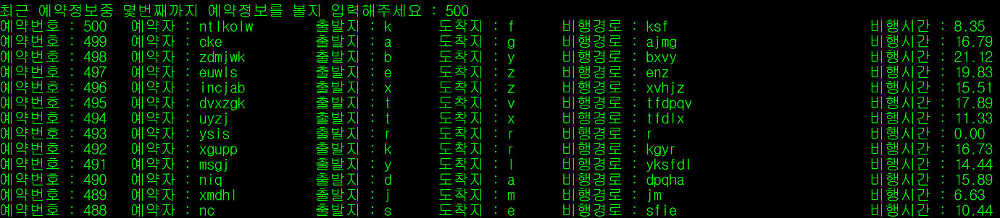 최근 예약정보중 몇번째까지 예약정보를 볼지 입력해주세요 : 500
예약번호 : 500 예약자 : ntlkolw 출발지 : k 도착지 : f 비행경로 : ksf 비행시간 : 8.35
예약번호 : 499 예약자 : cke 출발지 : a 도착지 : g 비행경로 : ajmg 비행시간 : 16.79
예약번호 : 498 예약자 : zdmjwk 출발지 : b 도착지 : y 비행경로 : bxvy 비행시간 : 21.12
예약번호 : 497 예약자 : euwls 출발지 : e 도착지 : z 비행경로 : enz 비행시간 : 19.83
예약번호 : 496 예약자 : incjab 출발지 : x 도착지 : z 비행경로 : xvhjz 비행시간 : 15.51
예약번호 : 495 예약자 : dvxzgk 출발지 : t 도착지 : v 비행경로 : tfdpqv 비행시간 : 17.89
예약번호 : 494 예약자 : uyzj 출발지 : t 도착지 : x 비행경로 : tfdlx 비행시간 : 11.33
예약번호 : 493 예약자 : ysis 출발지 : r 도착지 : r 비행경로 : r 비행시간 : 0.00
예약번호 : 492 예약자 : xgupp 출발지 : k 도착지 : r 비행경로 : kgyr 비행시간 : 16.73
예약번호 : 491 예약자 : msgj 출발지 : y 도착지 : l 비행경로 : yksfdl 비행시간 : 14.44
예약번호 : 490 예약자 : niq 출발지 : d 도착지 : a 비행경로 : dpqha 비행시간 : 15.89
예약번호 : 489 예약자 : xmdhl 출발지 : j 도착지 : m 비행경로 : jm 비행시간 : 6.63
예약번호 : 488 예약자 : nc 출발지 : s 도착지 : e 비행경로 : sfie 비행시간 : 10.44